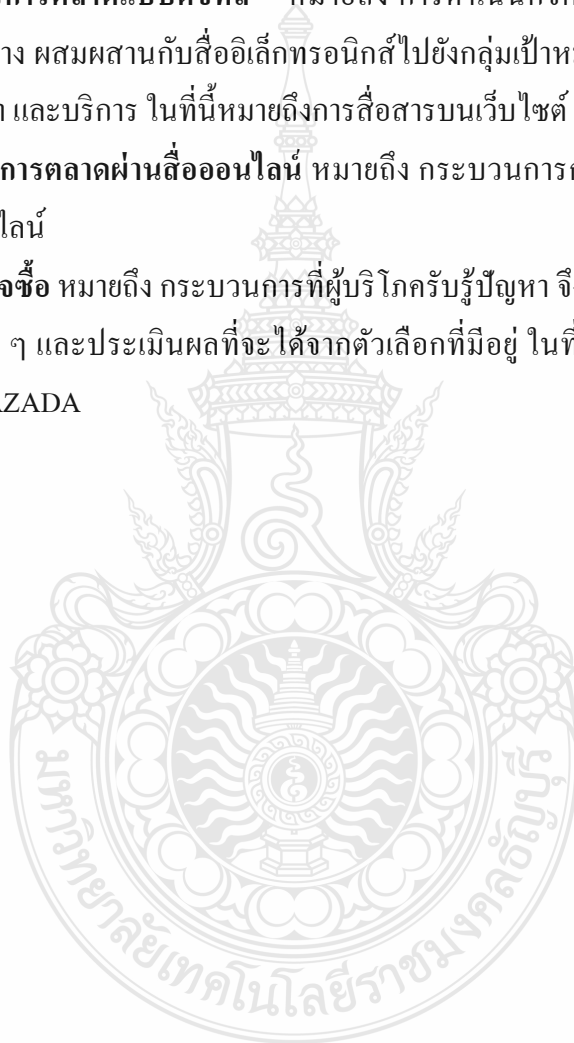 การตลาดแบบดิจิทัล หมายถึง
าง ผสมผสานกับสื่ออิเล็กทรอนิกส์ไปยังกลุ่มเป้าห
และบริการ ในที่นี้หมายถึงการสื่อสารบนเว็บไซต์
การตลาดผ่านสื่อออนไลน์ หมายถึง กระบวนการ
ไลน์
จซื้อ หมายถึง กระบวนการที่ผู้บริโภครับรู้ปัญหา จึ
ๆ และประเมินผลที่จะได้จากตัวเลือกที่มีอยู่ ในที่
AZADA
มหาวิทยาลัยเทคโนโลยีราชมงคลธัญบุรี